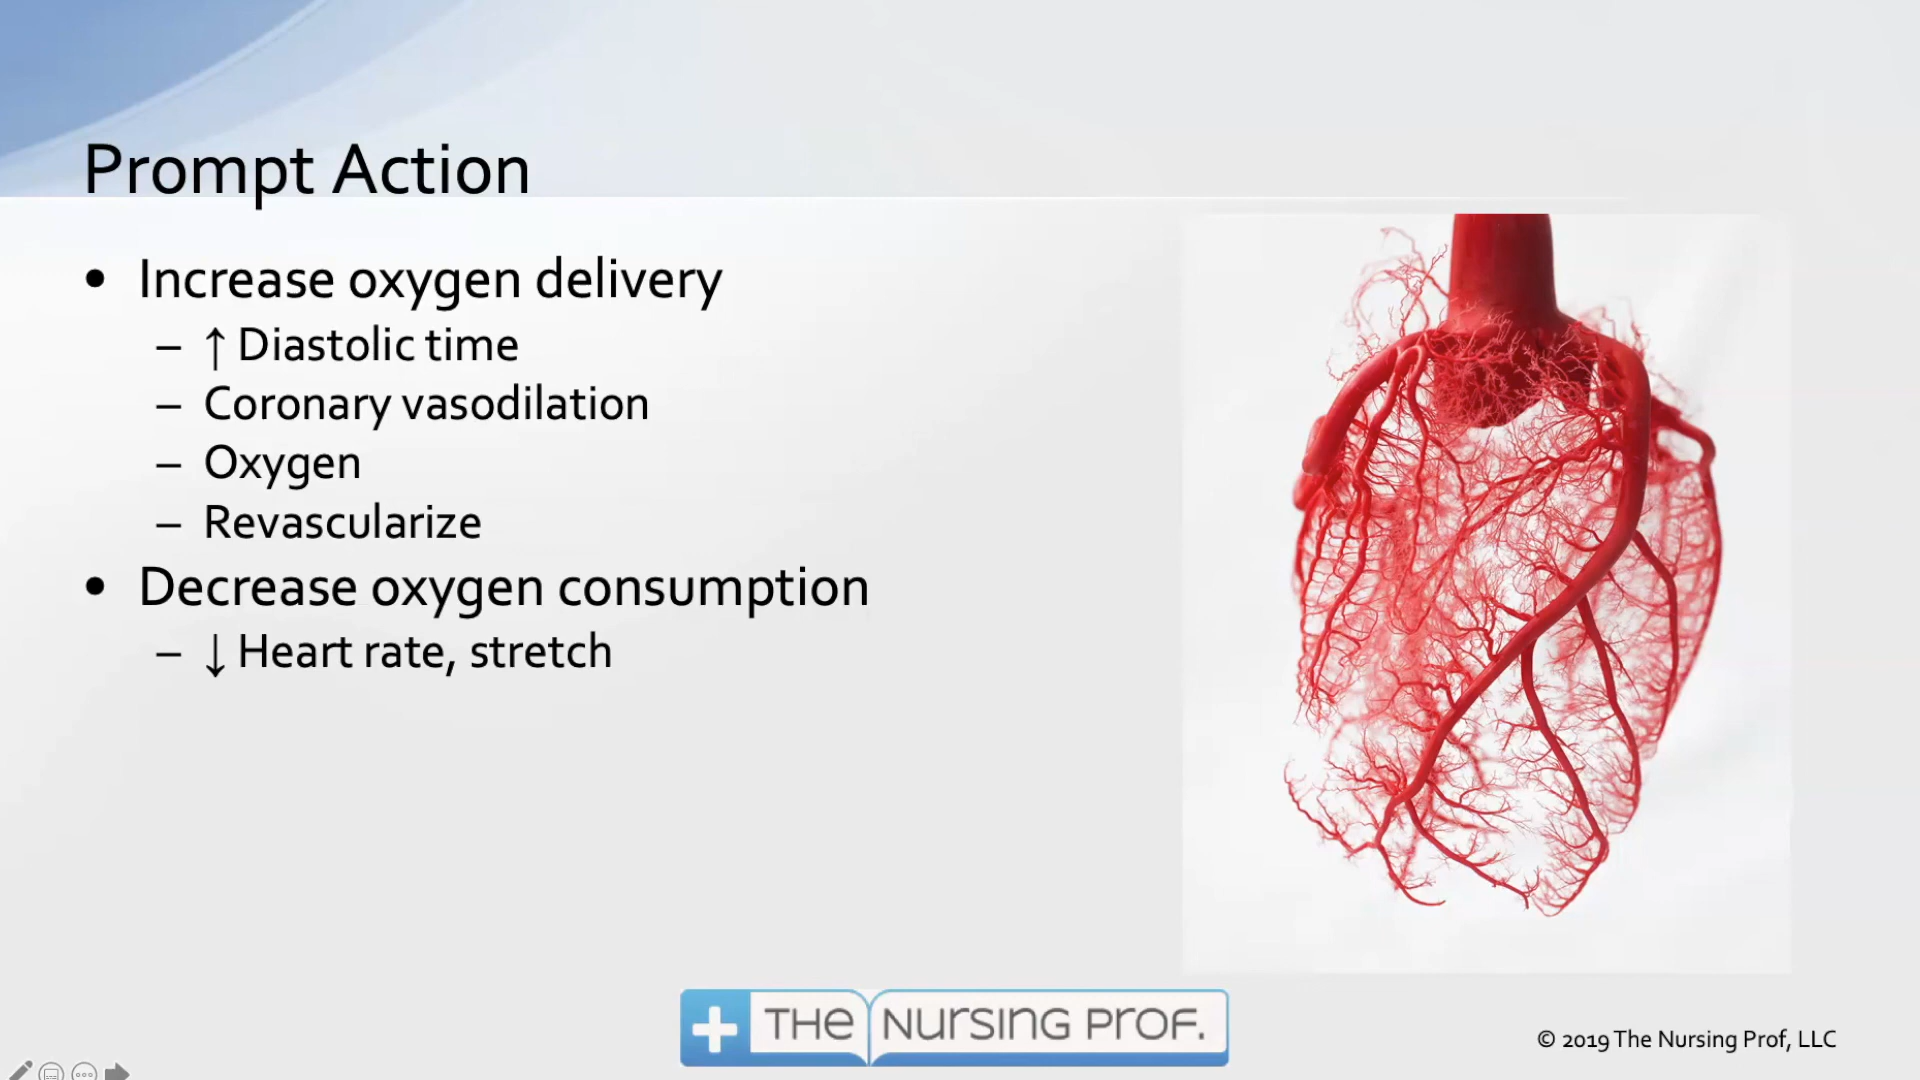 Prompt Action
• Increase oxygen delivery
– ↑ Diastolic time
– Coronary vasodilation
– Oxygen
– Revascularize
• Decrease oxygen consumption
– ↓ Heart rate, stretch
THE NURSING PROF.
© 2019 The Nursing Prof, LLC